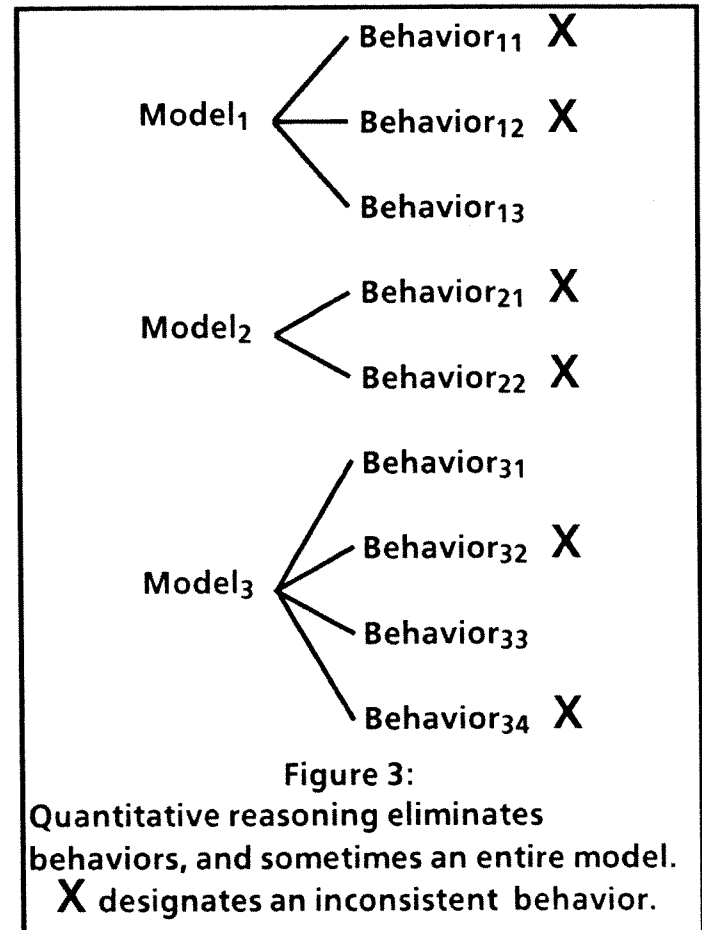 Behavior₁₁ X
Model₁
Behavior₁₂ X
Behavior₁₃
Behavior₂₁ X
Model₂
Behavior₂₂ X
Behavior₃₁
Behavior₃₂ X
Model₃
Behavior₃₃
Behavior₃₄ X
Figure 3:
Quantitative reasoning eliminates
behaviors, and sometimes an entire model.
X designates an inconsistent behavior.